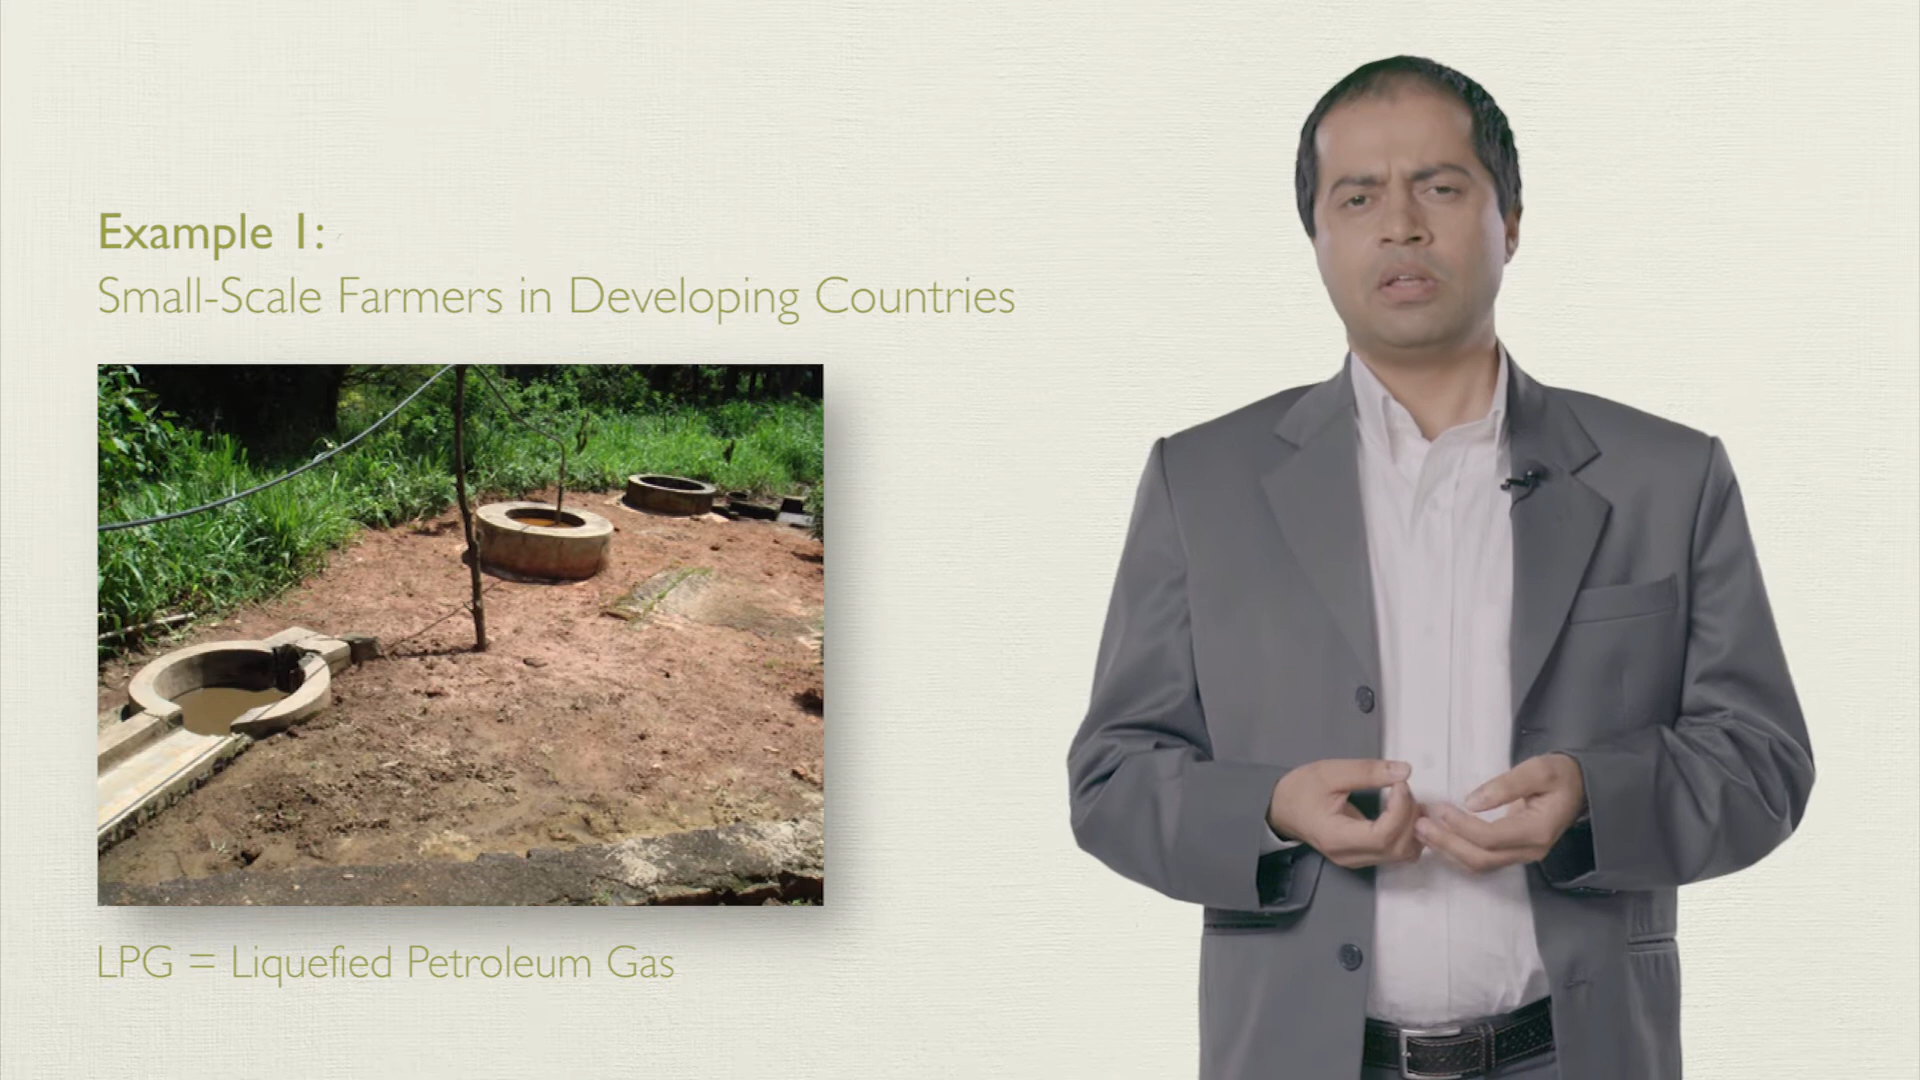 Example 1:
Small-Scale Farmers in Developing Countries
LPG = Liquefied Petroleum Gas